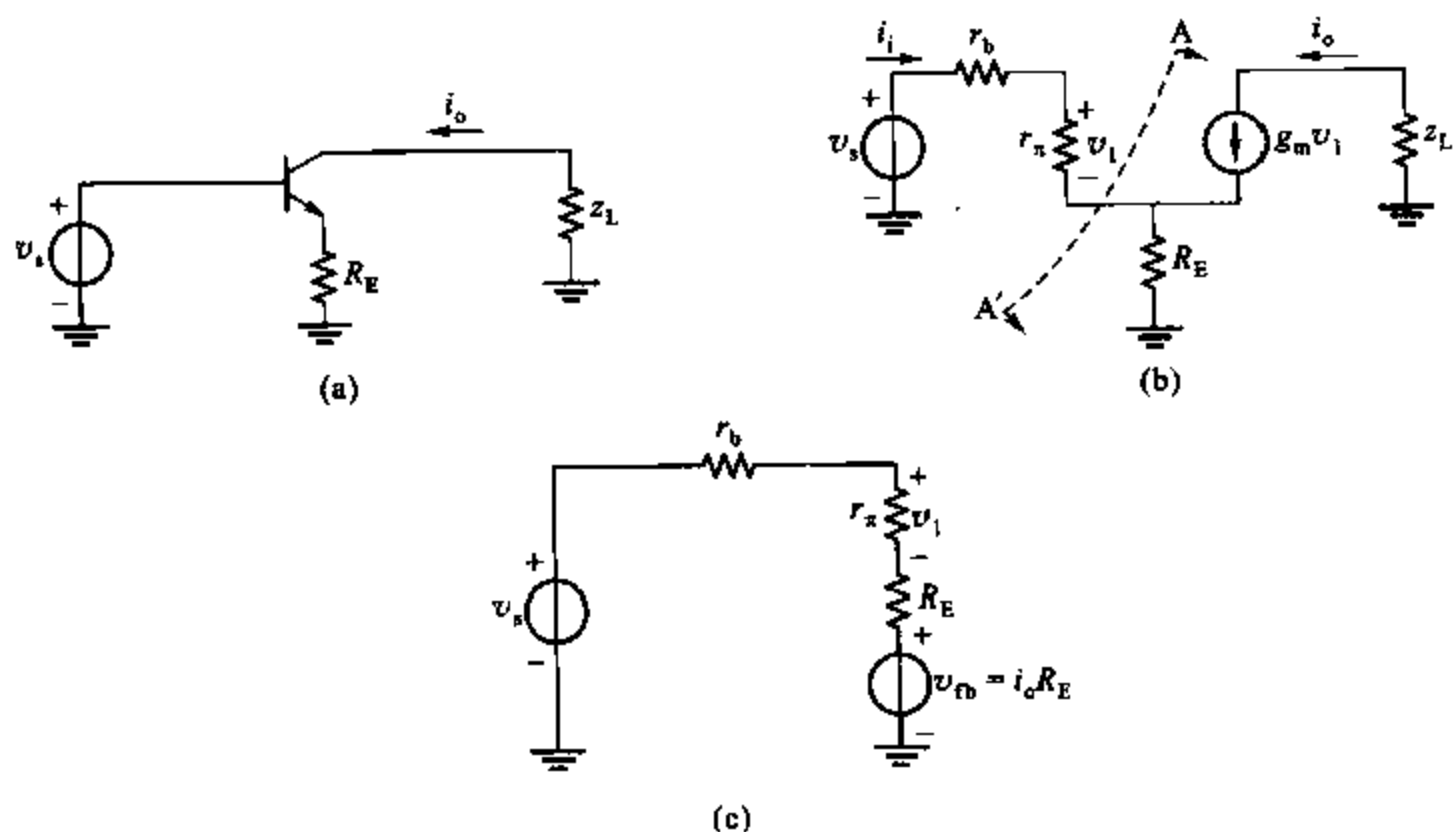 i_o
v_s
+
−
R_E
z_L
(a)
i_i
r_b
A
i_o
+
v_s
−
r_π
+
v_1
−
g_m v_1
z_L
R_E
A′
(b)
r_b
+
r_π
v_1
−
+
v_s
−
R_E
+
v_fb = i_o R_E
−
(c)